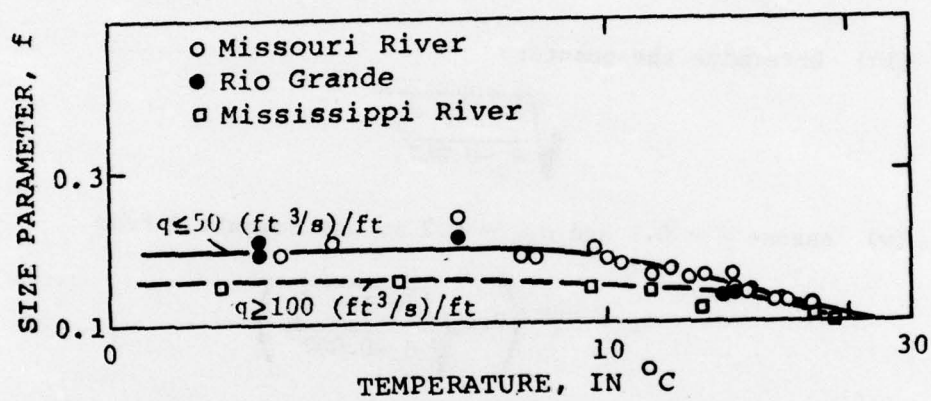 ○ Missouri River
● Rio Grande
□ Mississippi River
SIZE PARAMETER, f
0.3
q≤50 (ft³/s)/ft
q≥100 (ft³/s)/ft
0.1
0
10
30
TEMPERATURE, IN °C